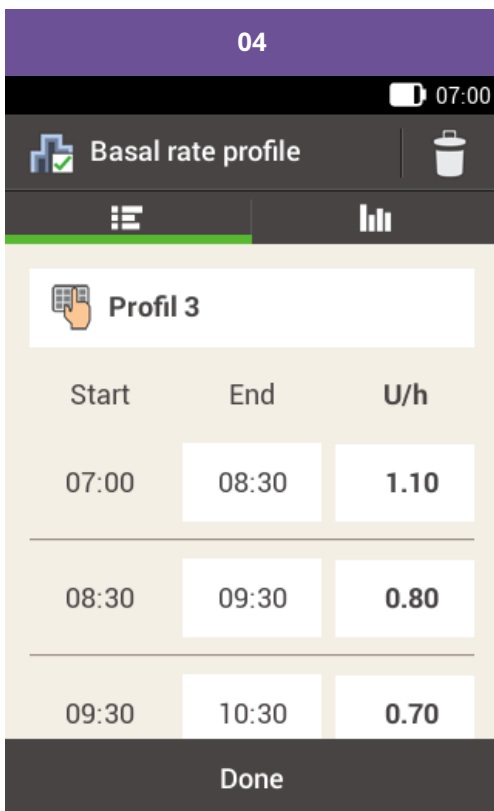 04
07:00
Basal rate profile
Profil 3
Start End U/h
07:00 08:30 1.10
08:30 09:30 0.80
09:30 10:30 0.70
Done